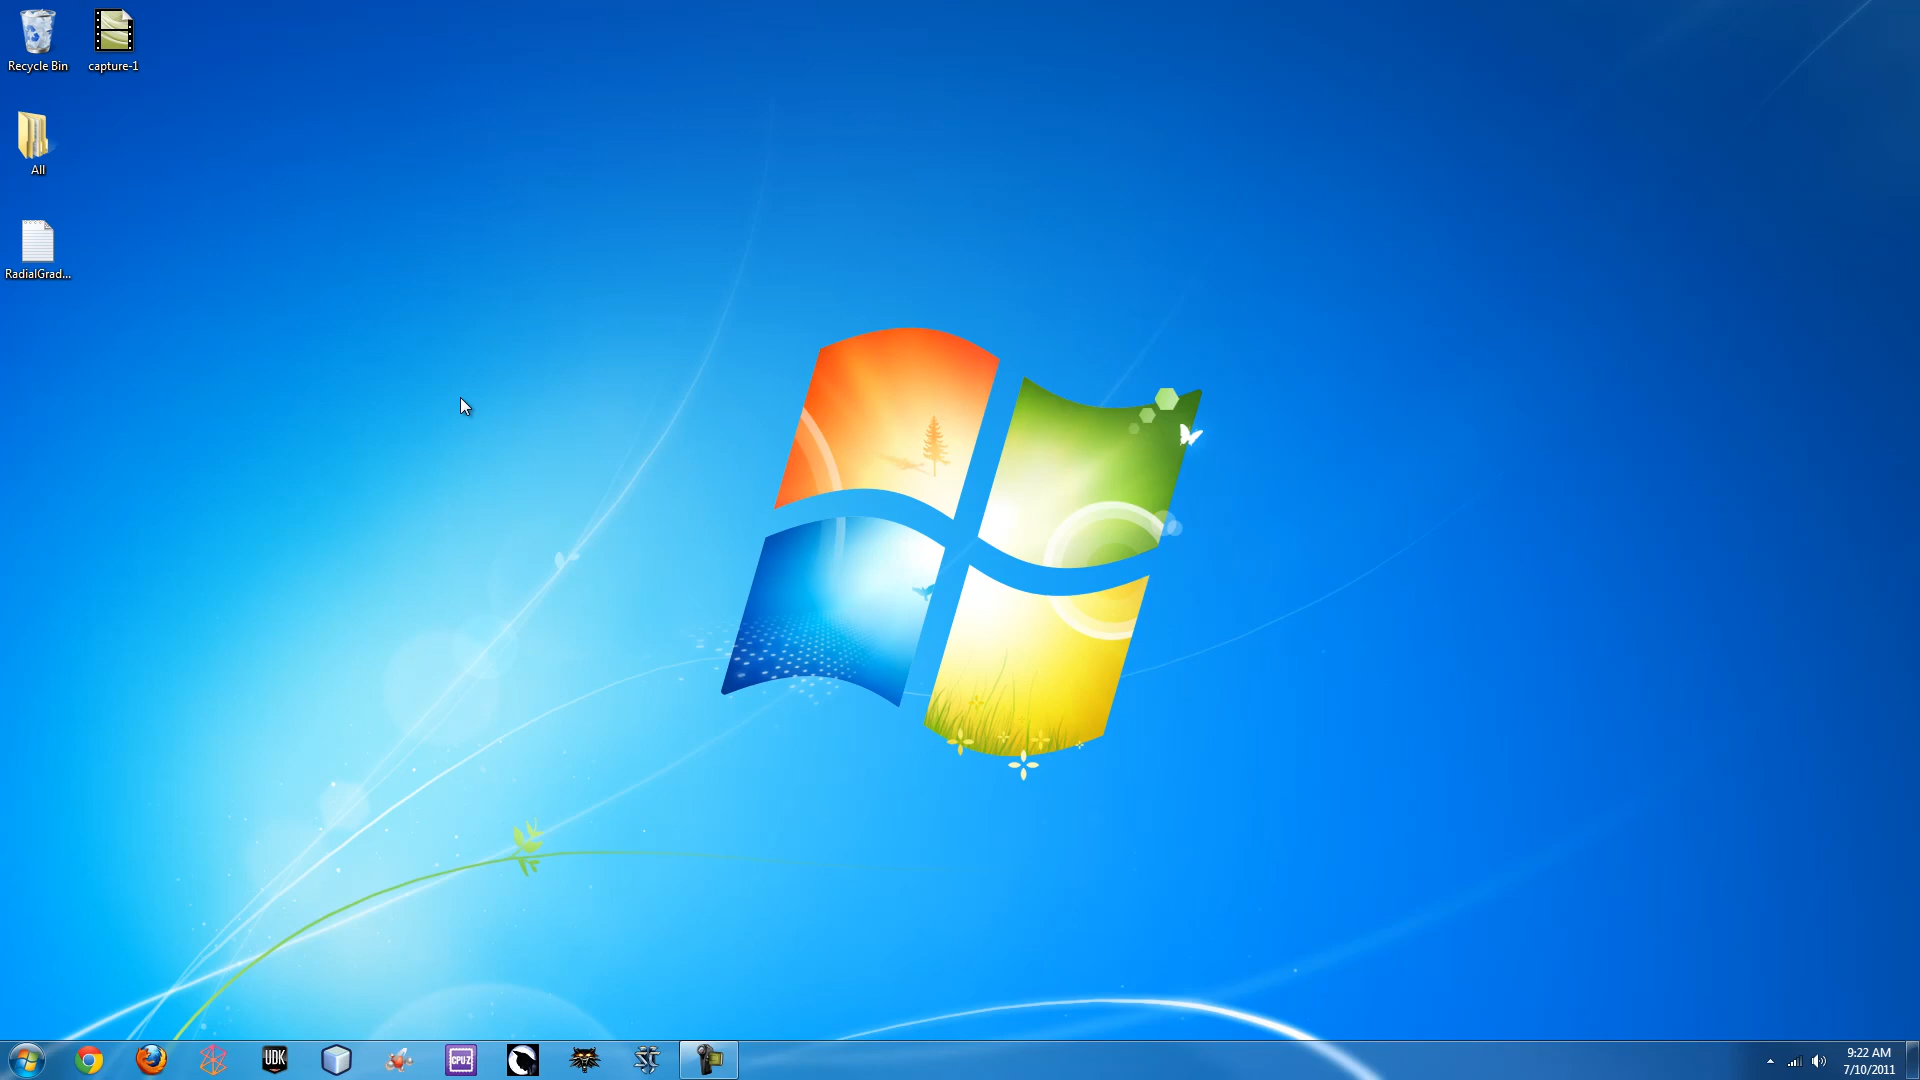 Recycle Bin
capture-1
All
RadialGrad...
UDK
CPU Z
9:22 AM
7/10/2011